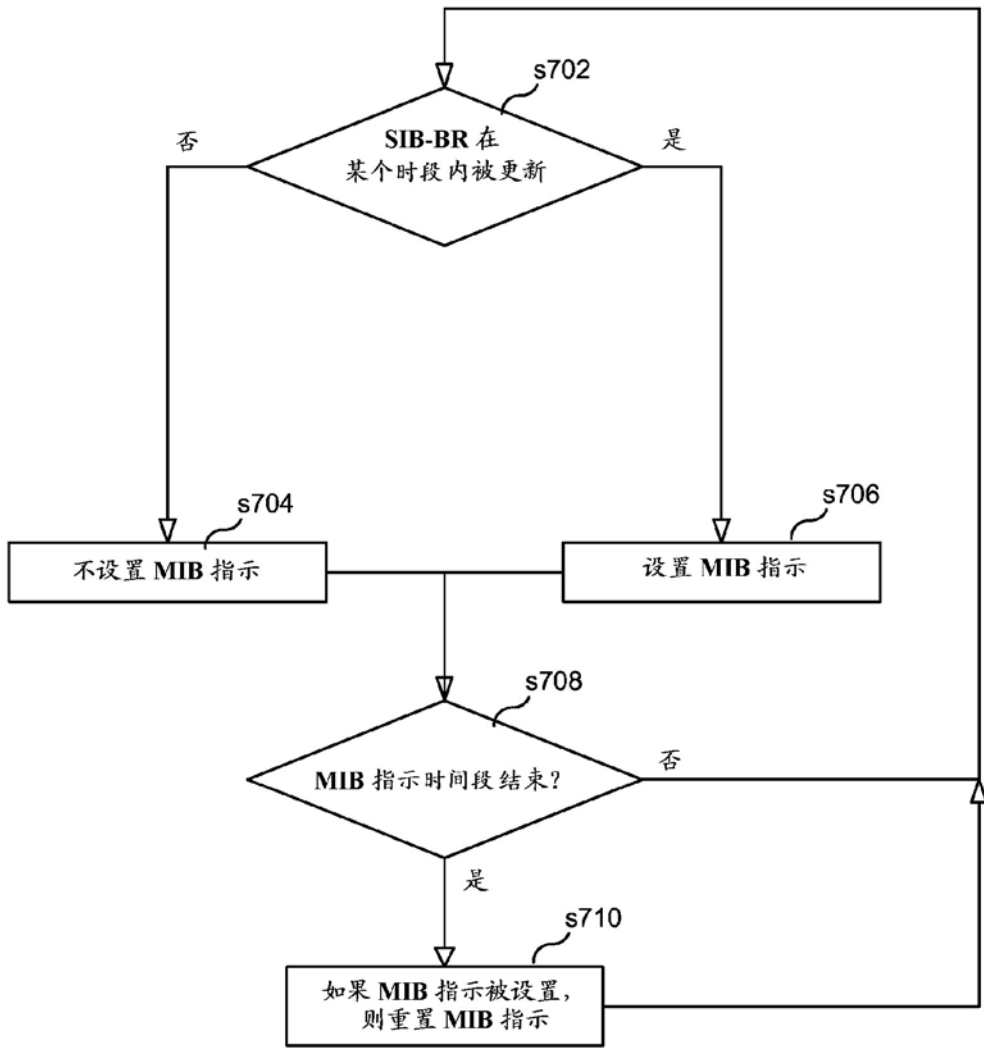 s702
SIB-BR 在
某个时段内被更新
否
是
s704
不设置 MIB 指示
s706
设置 MIB 指示
s708
MIB 指示时间段结束?
否
是
s710
如果 MIB 指示被设置,
则重置 MIB 指示